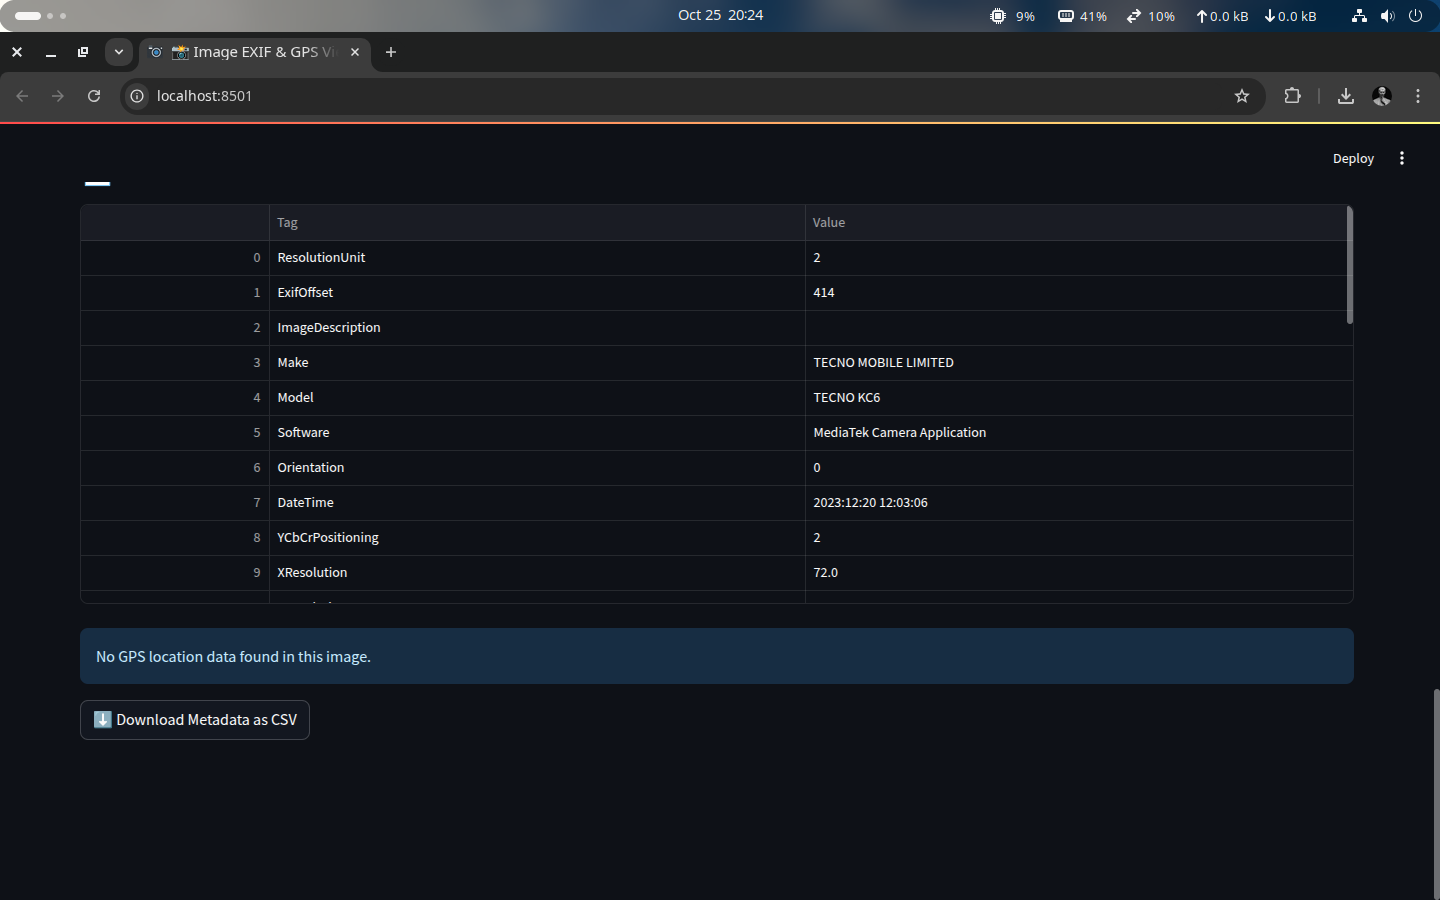 Oct 25 20:24
9% 41% 10% 0.0 kB 0.0 kB
Image EXIF & GPS Vi
localhost:8501
Deploy
Tag Value
0 ResolutionUnit 2
1 ExifOffset 414
2 ImageDescription
3 Make TECNO MOBILE LIMITED
4 Model TECNO KC6
5 Software MediaTek Camera Application
6 Orientation 0
7 DateTime 2023:12:20 12:03:06
8 YCbCrPositioning 2
9 XResolution 72.0
No GPS location data found in this image.
Download Metadata as CSV